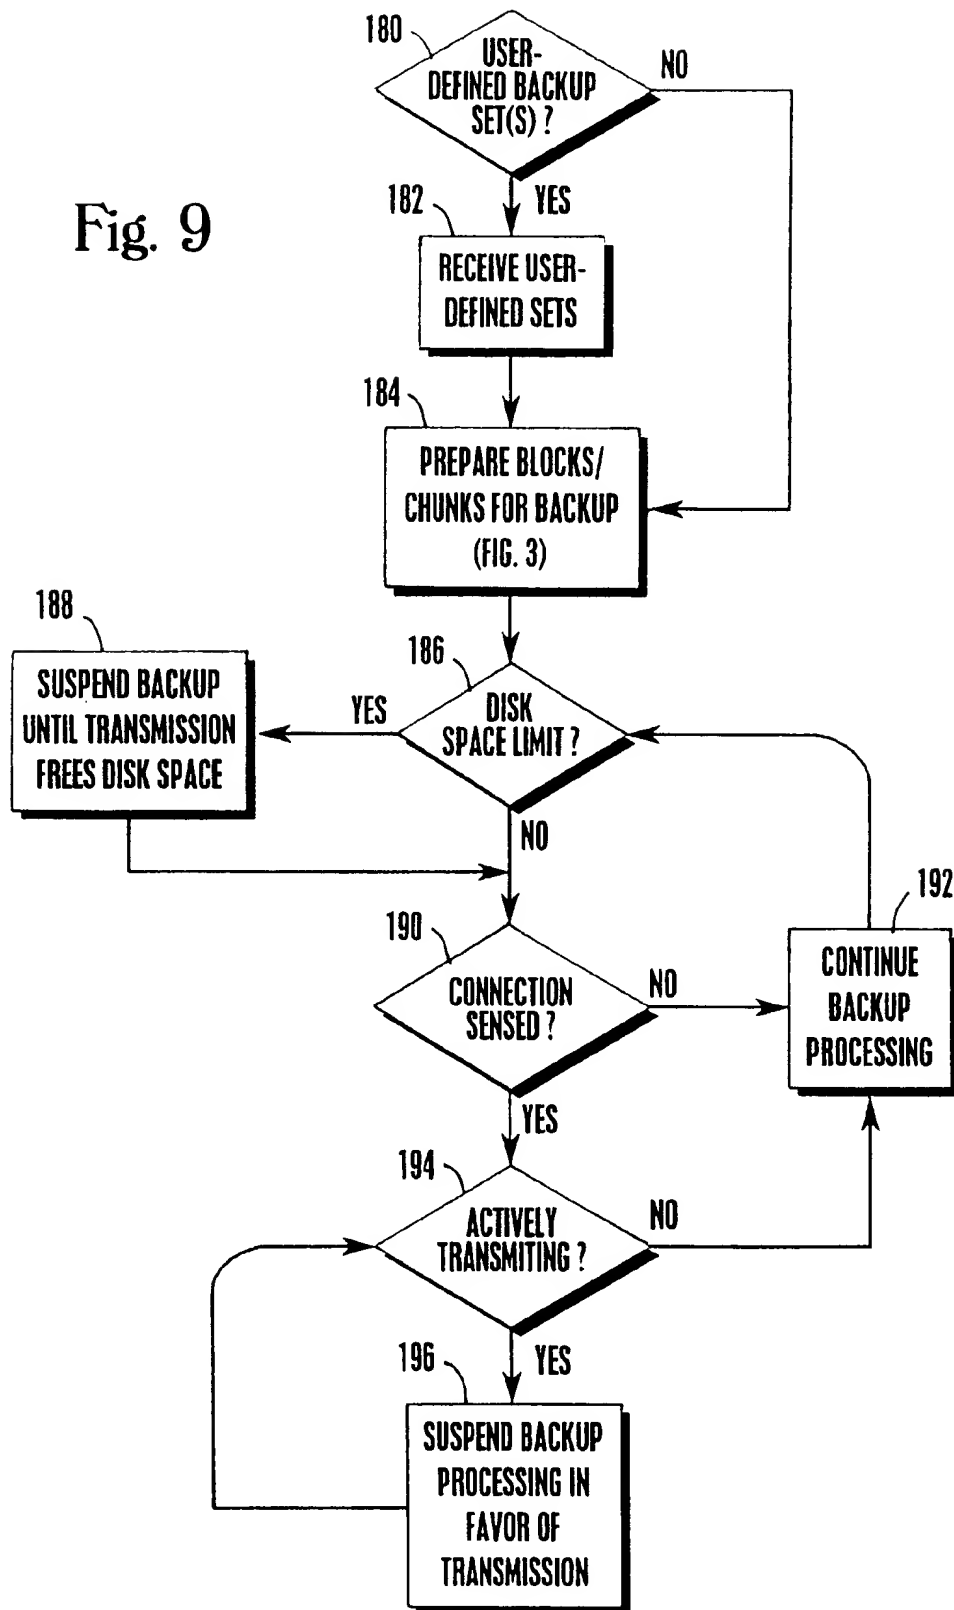 180
USER-
DEFINED BACKUP
SET(S) ?
NO
YES
Fig. 9
182
RECEIVE USER-
DEFINED SETS
184
PREPARE BLOCKS/
CHUNKS FOR BACKUP
(FIG. 3)
188
SUSPEND BACKUP
UNTIL TRANSMISSION
FREES DISK SPACE
186
YES
DISK
SPACE LIMIT ?
NO
190
CONNECTION
SENSED ?
NO
192
CONTINUE
BACKUP
PROCESSING
YES
194
ACTIVELY
TRANSMITING ?
NO
YES
196
SUSPEND BACKUP
PROCESSING IN
FAVOR OF
TRANSMISSION